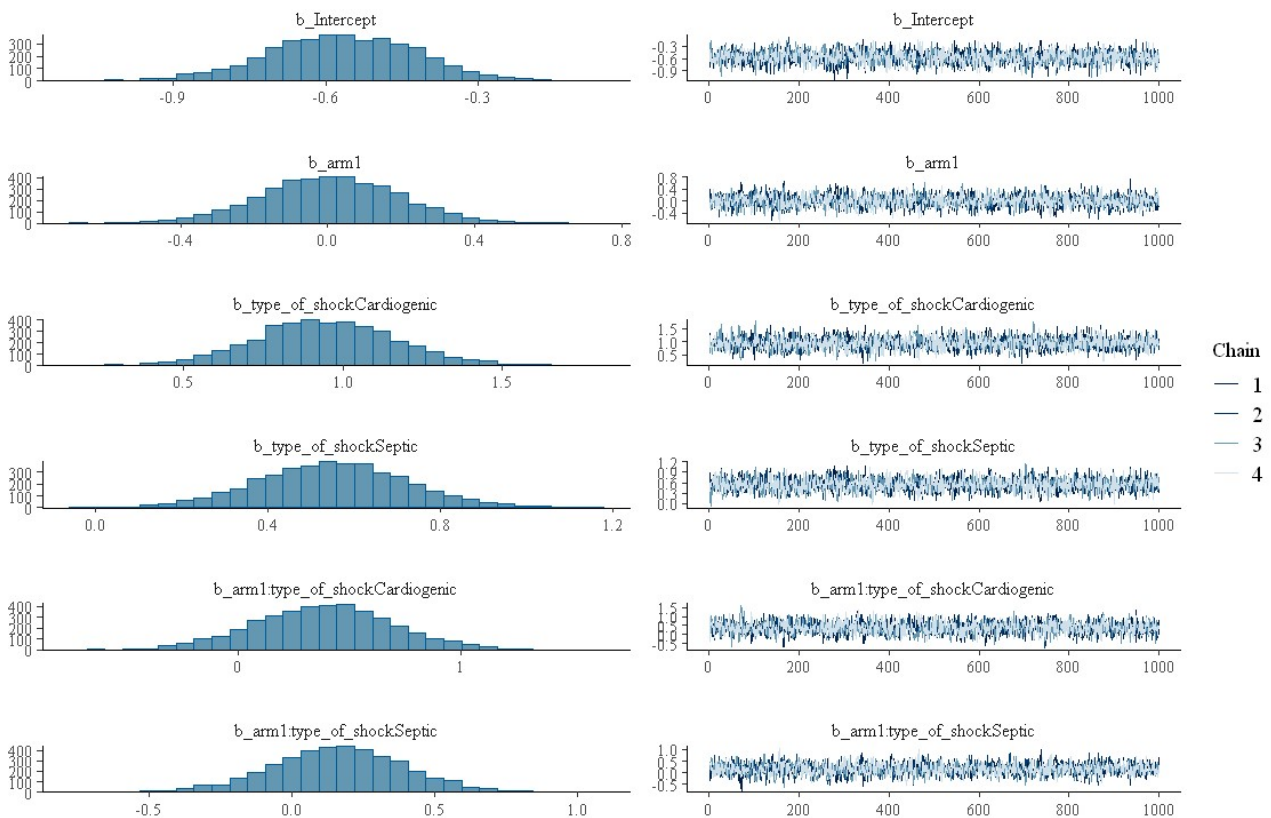 b_Intercept
300
200
100
0
-0.9 -0.6 -0.3
b_Intercept
-0.3
-0.6
-0.9
0 200 400 600 800 1000
b_arm1
400
300
200
100
0
-0.4 0.0 0.4 0.8
b_arm1
0.8
0.4
0.0
-0.4
0 200 400 600 800 1000
b_type_of_shockCardiogenic
400
300
200
100
0
0.5 1.0 1.5
b_type_of_shockCardiogenic
1.5
1.0
0.5
0 200 400 600 800 1000
Chain
1
2
3
4
b_type_of_shockSeptic
300
200
100
0
0.0 0.4 0.8 1.2
b_type_of_shockSeptic
1.2
0.9
0.6
0.3
0.0
0 200 400 600 800 1000
b_arm1:type_of_shockCardiogenic
400
300
200
100
0
0 1
b_arm1:type_of_shockCardiogenic
1.5
1.0
0.5
0.0
-0.5
0 200 400 600 800 1000
b_arm1:type_of_shockSeptic
400
300
200
100
0
-0.5 0.0 0.5 1.0
b_arm1:type_of_shockSeptic
1.0
0.5
0.0
-0.5
0 200 400 600 800 1000